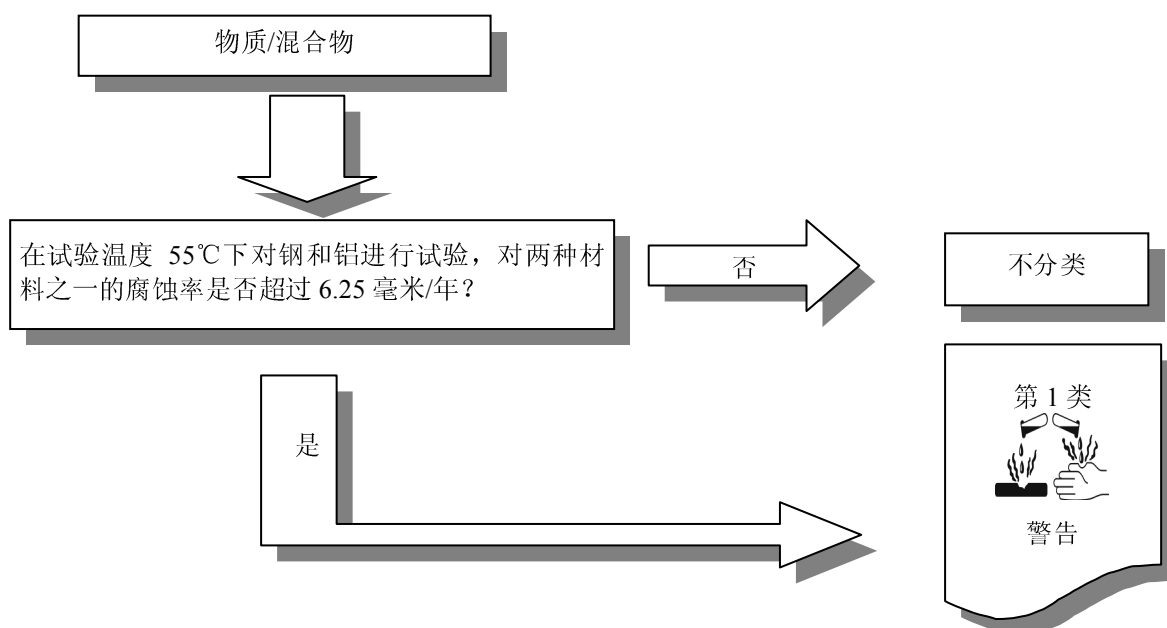 物质/混合物
在试验温度 55℃下对钢和铝进行试验，对两种材
料之一的腐蚀率是否超过 6.25 毫米/年？
否
不分类
第 1 类
是
警告